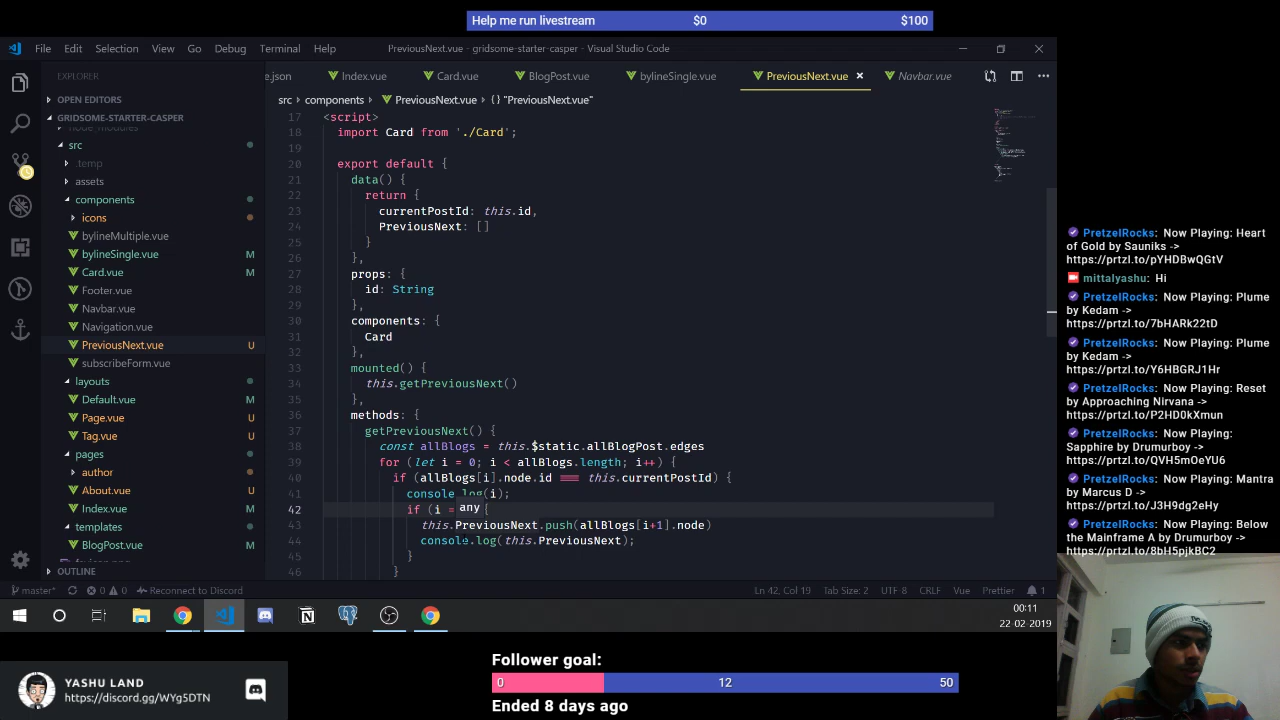 Help me run livestream $0 $100
File Edit Selection View Go Debug Terminal Help PreviousNext.vue - gridsome-starter-casper - Visual Studio Code
EXPLORER
e.json Index.vue Card.vue BlogPost.vue bylineSingle.vue PreviousNext.vue Navbar.vue
OPEN EDITORS
GRIDSOME-STARTER-CASPER
node_modules
src
.temp
assets
components
icons
bylineMultiple.vue
bylineSingle.vue M
Card.vue M
Footer.vue
Navbar.vue
Navigation.vue
PreviousNext.vue U
subscribeForm.vue
layouts
Default.vue M
Page.vue U
Tag.vue U
pages
author
About.vue U
Index.vue M
templates
BlogPost.vue M
OUTLINE
src components PreviousNext.vue {} "PreviousNext.vue"
17 <script>
18 import Card from './Card';
19
20 export default {
21 data() {
22 return {
23 currentPostId: this.id,
24 PreviousNext: []
25 }
26 },
27 props: {
28 id: String
29 },
30 components: {
31 Card
32 },
33 mounted() {
34 this.getPreviousNext()
35 },
36 methods: {
37 getPreviousNext() {
38 const allBlogs = this.$static.allBlogPost.edges
39 for (let i = 0; i < allBlogs.length; i++) {
40 if (allBlogs[i].node.id === this.currentPostId) {
41 console.log(i);
42 if (i = any
43 this.PreviousNext.push(allBlogs[i+1].node)
44 console.log(this.PreviousNext);
45 }
46 }
master* Reconnect to Discord 0 0 Ln 42, Col 19 Tab Size: 2 UTF-8 CRLF Vue Prettier 1
00:11
22-02-2019
PretzelRocks: Now Playing: Heart
of Gold by Sauniks ->
https://prtzl.to/pYHDBwQGtV
mittalyashu: Hi
PretzelRocks: Now Playing: Plume
by Kedam ->
https://prtzl.to/7bHARk22tD
PretzelRocks: Now Playing: Plume
by Kedam ->
https://prtzl.to/Y6HBGRJ1Hr
PretzelRocks: Now Playing: Reset
by Approaching Nirvana ->
https://prtzl.to/P2HD0kXmun
PretzelRocks: Now Playing:
Sapphire by Drumurboy ->
https://prtzl.to/QVH5mOeYU6
PretzelRocks: Now Playing: Mantra
by Marcus D ->
https://prtzl.to/J3H9dg2eHy
PretzelRocks: Now Playing: Below
the Mainframe A by Drumurboy ->
https://prtzl.to/8bH5pjkBC2
YASHU LAND
https://discord.gg/WYg5DTN
Follower goal:
0 12 50
Ended 8 days ago